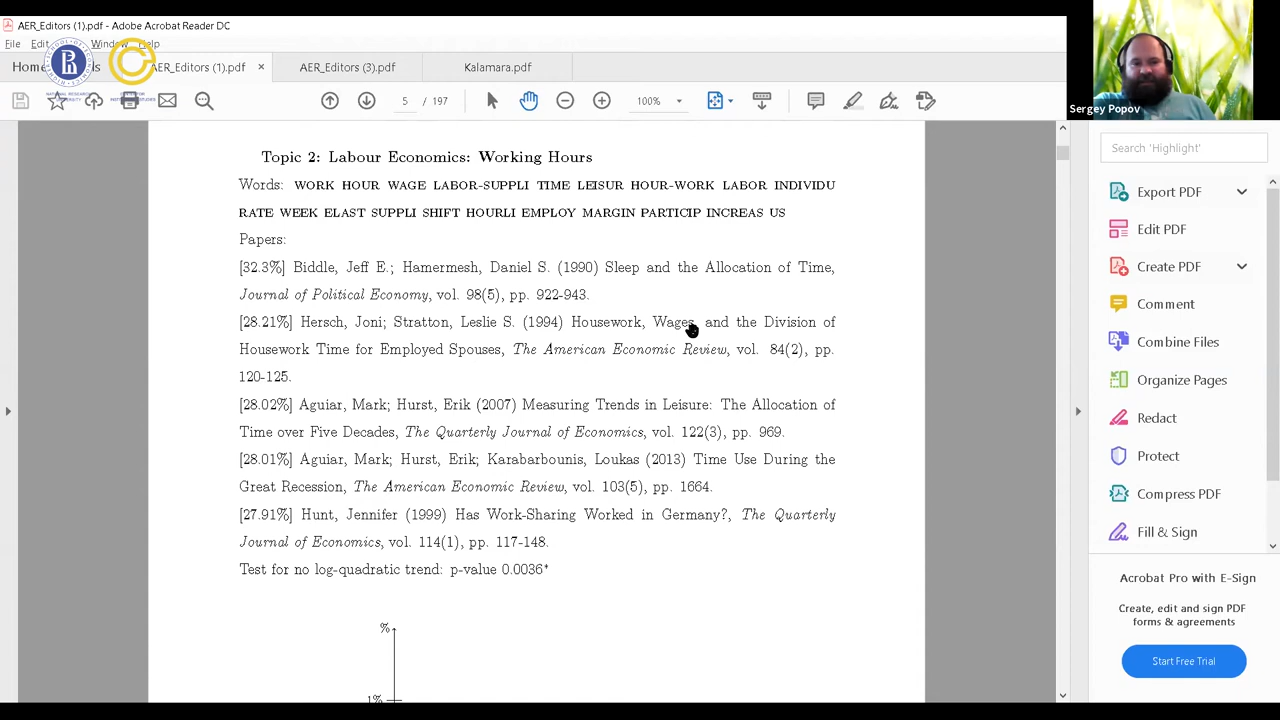 AER_Editors (1).pdf - Adobe Acrobat Reader DC
File Edit Window Help
AER_Editors (1).pdf × AER_Editors (3).pdf Kalamara.pdf
5 / 197 100%
Sergey Popov
Search 'Highlight'
Export PDF
Edit PDF
Create PDF
Comment
Combine Files
Organize Pages
Redact
Protect
Compress PDF
Fill & Sign
Acrobat Pro with E-Sign
Create, edit and sign PDF
forms & agreements
Start Free Trial
Topic 2: Labour Economics: Working Hours
Words: WORK HOUR WAGE LABOR-SUPPLI TIME LEISUR HOUR-WORK LABOR INDIVIDU
RATE WEEK ELAST SUPPLI SHIFT HOURLI EMPLOY MARGIN PARTICIP INCREAS US
Papers:
[32.3%] Biddle, Jeff E.; Hamermesh, Daniel S. (1990) Sleep and the Allocation of Time,
Journal of Political Economy, vol. 98(5), pp. 922-943.
[28.21%] Hersch, Joni; Stratton, Leslie S. (1994) Housework, Wages, and the Division of
Housework Time for Employed Spouses, The American Economic Review, vol. 84(2), pp.
120-125.
[28.02%] Aguiar, Mark; Hurst, Erik (2007) Measuring Trends in Leisure: The Allocation of
Time over Five Decades, The Quarterly Journal of Economics, vol. 122(3), pp. 969.
[28.01%] Aguiar, Mark; Hurst, Erik; Karabarbounis, Loukas (2013) Time Use During the
Great Recession, The American Economic Review, vol. 103(5), pp. 1664.
[27.91%] Hunt, Jennifer (1999) Has Work-Sharing Worked in Germany?, The Quarterly
Journal of Economics, vol. 114(1), pp. 117-148.
Test for no log-quadratic trend: p-value 0.0036+
%
1%